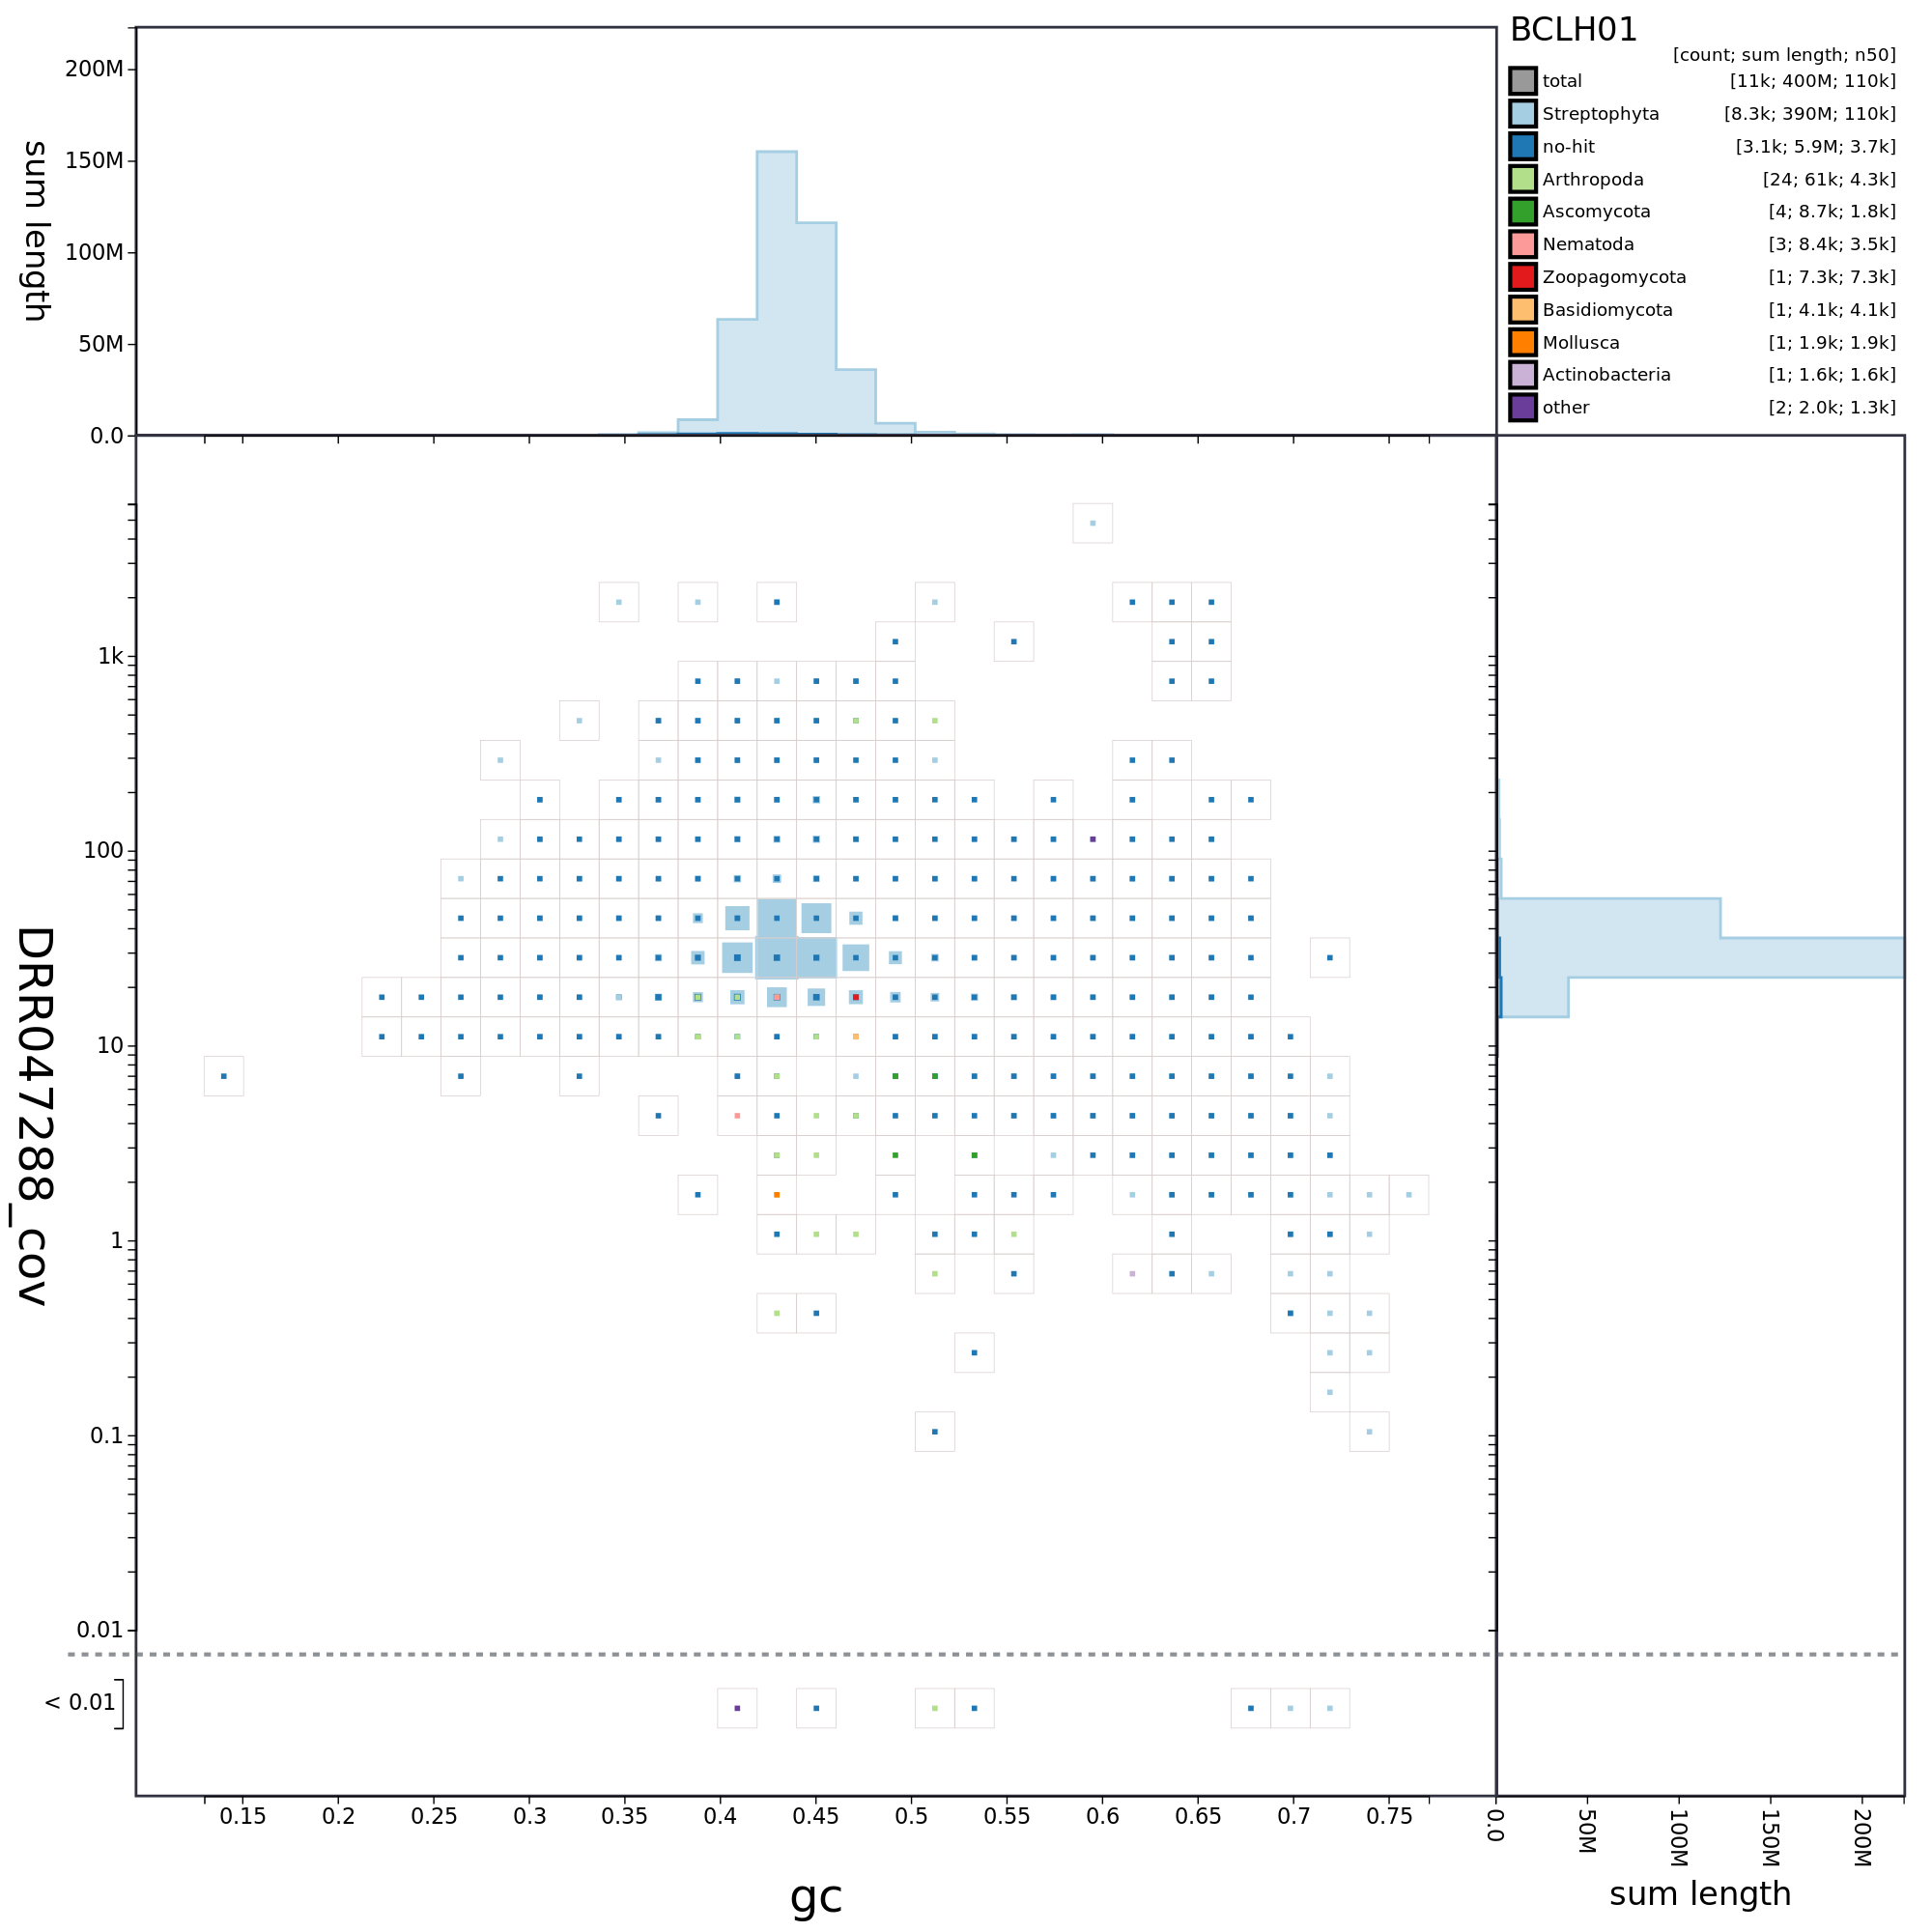 BCLH01
[count; sum length; n50]
total [11k; 400M; 110k]
Streptophyta [8.3k; 390M; 110k]
no-hit [3.1k; 5.9M; 3.7k]
Arthropoda [24; 61k; 4.3k]
Ascomycota [4; 8.7k; 1.8k]
Nematoda [3; 8.4k; 3.5k]
Zoopagomycota [1; 7.3k; 7.3k]
Basidiomycota [1; 4.1k; 4.1k]
Mollusca [1; 1.9k; 1.9k]
Actinobacteria [1; 1.6k; 1.6k]
other [2; 2.0k; 1.3k]
sum length
200M
150M
100M
50M
0.0
DRR047288_cov
1k
100
10
1
0.1
0.01
< 0.01
0.15 0.2 0.25 0.3 0.35 0.4 0.45 0.5 0.55 0.6 0.65 0.7 0.75
gc
0.0 50M 100M 150M 200M
sum length